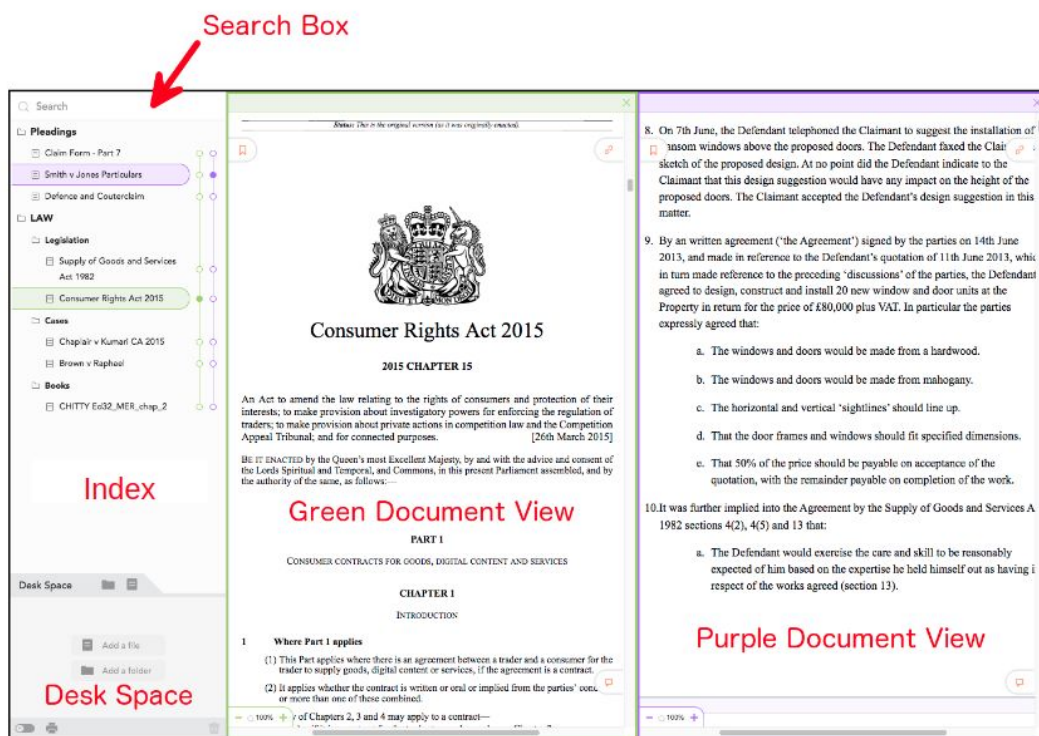 Search Box
Search
Pleadings
Claim Form - Part 7
Smith v Jones Particulars
Defence and Couterclaim
LAW
Legislation
Supply of Goods and Services
Act 1982
Consumer Rights Act 2015
Cases
Chaplair v Kumari CA 2015
Brown v Raphael
Books
CHITTY Ed32_MER_chap_2
Index
Desk Space
Add a file
Add a folder
Desk Space
Status: This is the original version (as it was originally enacted).
Consumer Rights Act 2015
2015 CHAPTER 15
An Act to amend the law relating to the rights of consumers and protection of their
interests; to make provision about investigatory powers for enforcing the regulation of
traders; to make provision about private actions in competition law and the Competition
Appeal Tribunal; and for connected purposes. [26th March 2015]
BE IT ENACTED by the Queen's most Excellent Majesty, by and with the advice and consent of
the Lords Spiritual and Temporal, and Commons, in this present Parliament assembled, and by
the authority of the same, as follows:—
Green Document View
PART 1
CONSUMER CONTRACTS FOR GOODS, DIGITAL CONTENT AND SERVICES
CHAPTER 1
INTRODUCTION
1 Where Part 1 applies
(1) This Part applies where there is an agreement between a trader and a consumer for the
trader to supply goods, digital content or services, if the agreement is a contract.
(2) It applies whether the contract is written or oral or implied from the parties'
or more than one of these combined.
of Chapters 2, 3 and 4 may apply to a contract—
100%
8. On 7th June, the Defendant telephoned the Claimant to suggest the installation of
ransom windows above the proposed doors. The Defendant faxed the
sketch of the proposed design. At no point did the Defendant indicate to the
Claimant that this design suggestion would have any impact on the height of the
proposed doors. The Claimant accepted the Defendant's design suggestion in this
matter.
9. By an written agreement ('the Agreement') signed by the parties on 14th June
2013, and made in reference to the Defendant's quotation of 11th June 2013, whic
in turn made reference to the preceding 'discussions' of the parties, the Defendant
agreed to design, construct and install 20 new window and door units at the
Property in return for the price of £80,000 plus VAT. In particular the parties
expressly agreed that:
a. The windows and doors would be made from a hardwood.
b. The windows and doors would be made from mahogany.
c. The horizontal and vertical 'sightlines' should line up.
d. That the door frames and windows should fit specified dimensions.
e. That 50% of the price should be payable on acceptance of the
quotation, with the remainder payable on completion of the work.
10.It was further implied into the Agreement by the Supply of Goods and Services A
1982 sections 4(2), 4(5) and 13 that:
a. The Defendant would exercise the care and skill to be reasonably
expected of him based on the expertise he held himself out as having i
respect of the works agreed (section 13).
Purple Document View
100%